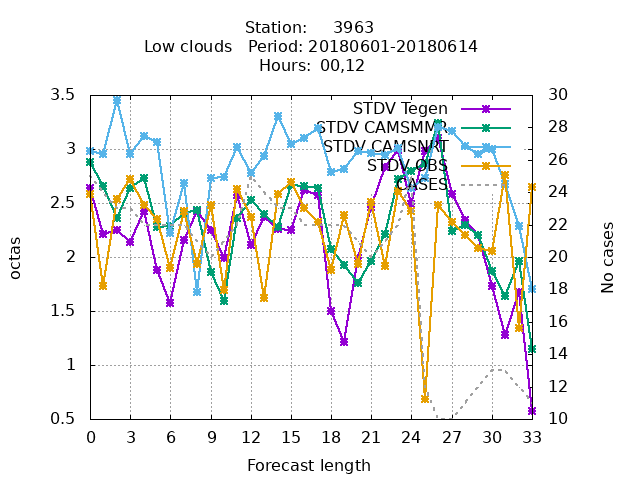 Station: 3963
Low clouds Period: 20180601-20180614
Hours: 00,12
3.5
3
2.5
2
1.5
1
0.5
30
28
26
24
22
20
18
16
14
12
10
STDV Tegen
STDV CAMSMMR
STDV CAMSNRT
STDV OBS
CASES
octas
No cases
0 3 6 9 12 15 18 21 24 27 30 33
Forecast length